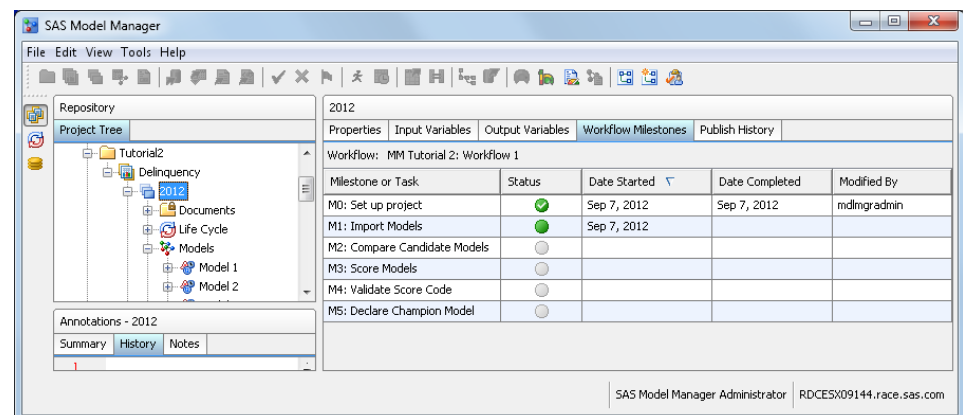 SAS Model Manager
File Edit View Tools Help
Repository
Project Tree
Tutorial2
Delinquency
2012
Documents
Life Cycle
Models
Model 1
Model 2
Annotations - 2012
Summary History Notes
1
2012
Properties Input Variables Output Variables Workflow Milestones Publish History
Workflow: MM Tutorial 2: Workflow 1
Milestone or Task Status Date Started Date Completed Modified By
M0: Set up project Sep 7, 2012 Sep 7, 2012 mdlmgradmin
M1: Import Models Sep 7, 2012
M2: Compare Candidate Models
M3: Score Models
M4: Validate Score Code
M5: Declare Champion Model
SAS Model Manager Administrator RDCESX09144.race.sas.com